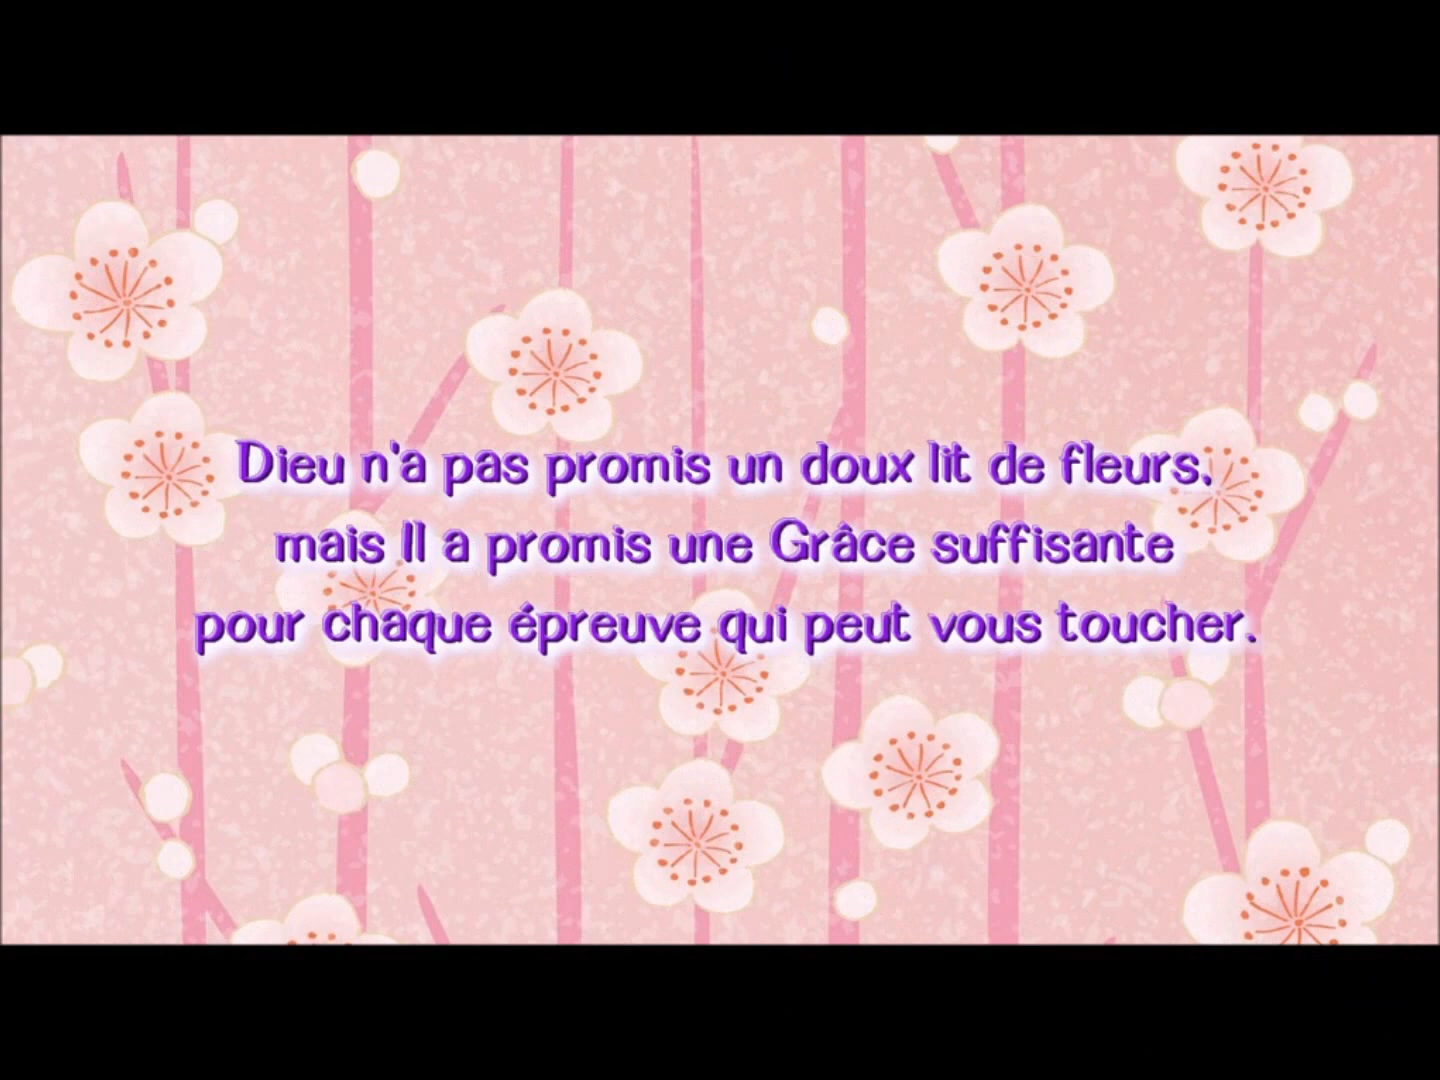 Dieu n'a pas promis un doux lit de fleurs,
mais Il a promis une Grâce suffisante
pour chaque épreuve qui peut vous toucher.